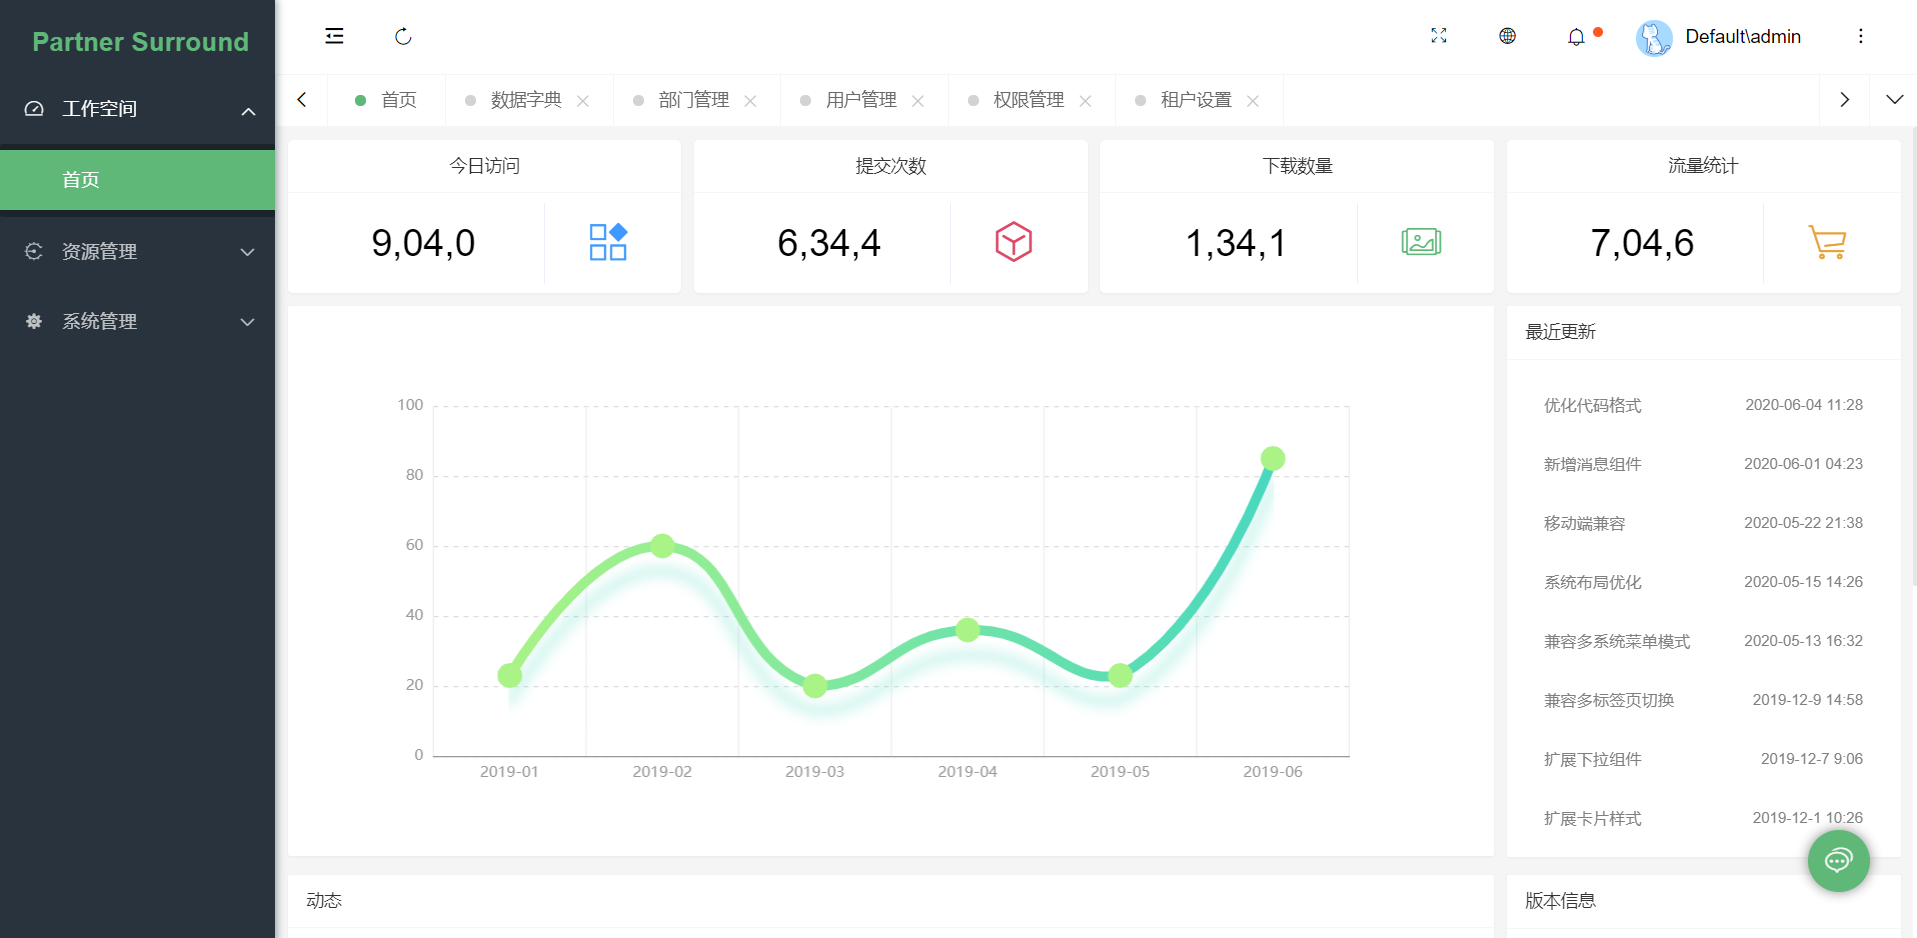 Partner Surround
工作空间
首页
资源管理
系统管理
Default\admin
首页
数据字典
部门管理
用户管理
权限管理
租户设置
今日访问
9,04,0
提交次数
6,34,4
下载数量
1,34,1
流量统计
7,04,6
100
80
60
40
20
0
2019-01 2019-02 2019-03 2019-04 2019-05 2019-06
最近更新
优化代码格式 2020-06-04 11:28
新增消息组件 2020-06-01 04:23
移动端兼容 2020-05-22 21:38
系统布局优化 2020-05-15 14:26
兼容多系统菜单模式 2020-05-13 16:32
兼容多标签页切换 2019-12-9 14:58
扩展下拉组件 2019-12-7 9:06
扩展卡片样式 2019-12-1 10:26
动态
版本信息